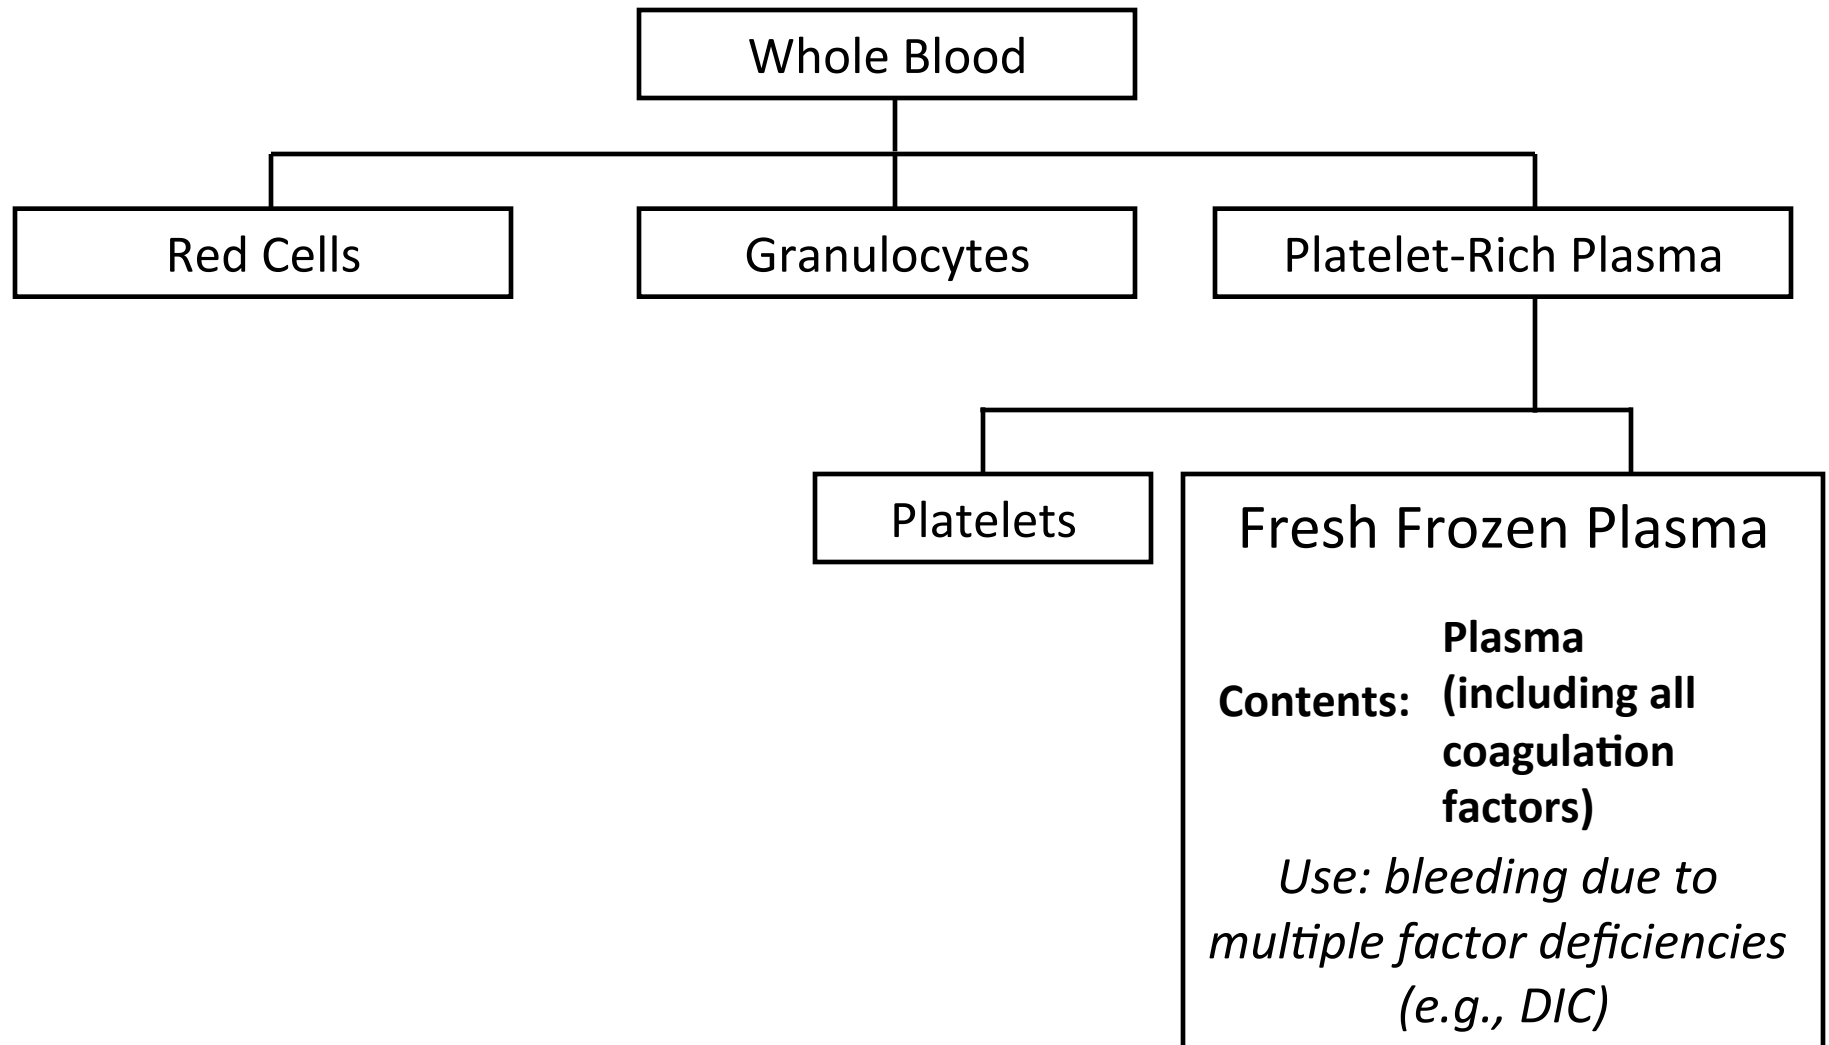 Whole Blood
Red Cells
Granulocytes
Platelet-Rich Plasma
Platelets
Fresh Frozen Plasma
Contents:
Plasma
(including all
coagulation
factors)
Use: bleeding due to
multiple factor deficiencies
(e.g., DIC)